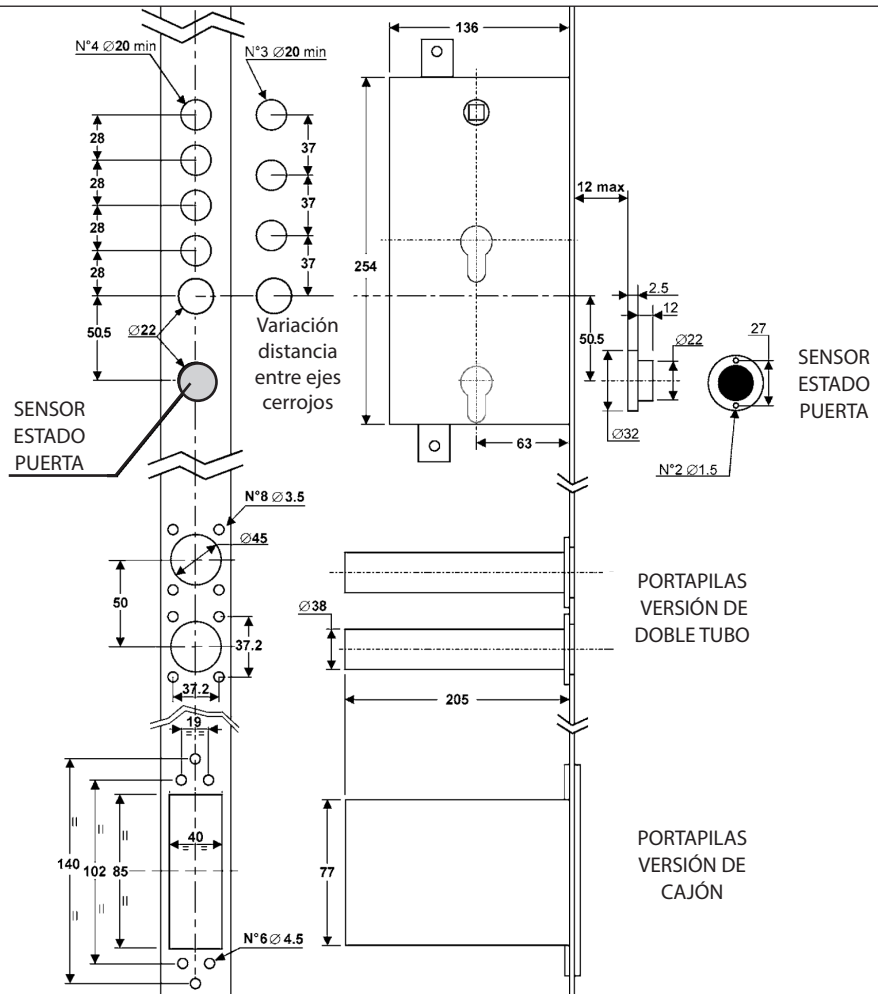 136
N°4 ∅20 min
N°3 ∅20 min
28
28
28
28
37
37
37
50.5
∅22
Variación
distancia
entre ejes
cerrojos
SENSOR
ESTADO
PUERTA
254
12 max
2.5
12
50.5
∅22
27
∅32
63
N°2 ∅1.5
SENSOR
ESTADO
PUERTA
N°8 ∅3.5
∅45
50
37.2
37.2
∅38
205
PORTAPILAS
VERSIÓN DE
DOBLE TUBO
19
= =
40
= =
140
102
85
77
N°6 ∅4.5
PORTAPILAS
VERSIÓN DE
CAJÓN